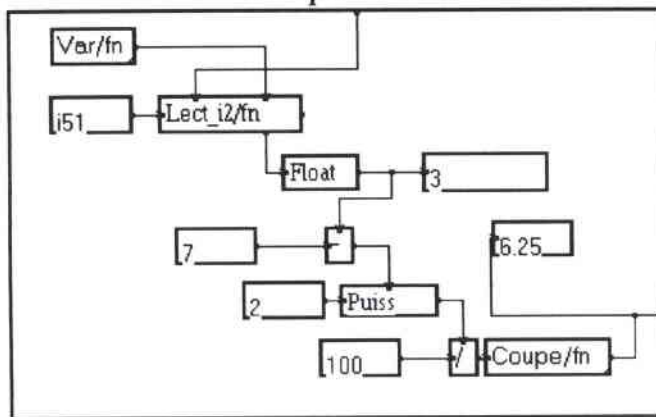 Var/fn
i51
Lect_i2/fn
Float
3
7
-
6.25
2
Puiss
100
/
Coupe/fn